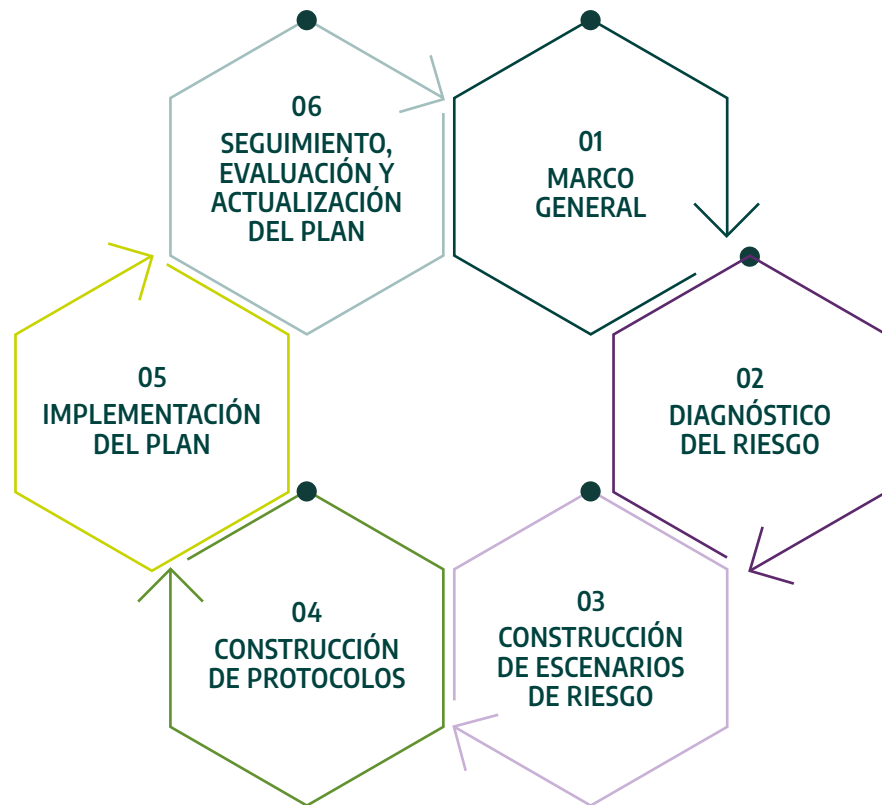 01
MARCO
GENERAL
02
DIAGNÓSTICO
DEL RIESGO
03
CONSTRUCCIÓN
DE ESCENARIOS
DE RIESGO
04
CONSTRUCCIÓN
DE PROTOCOLOS
05
IMPLEMENTACIÓN
DEL PLAN
06
SEGUIMIENTO,
EVALUACIÓN Y
ACTUALIZACIÓN
DEL PLAN